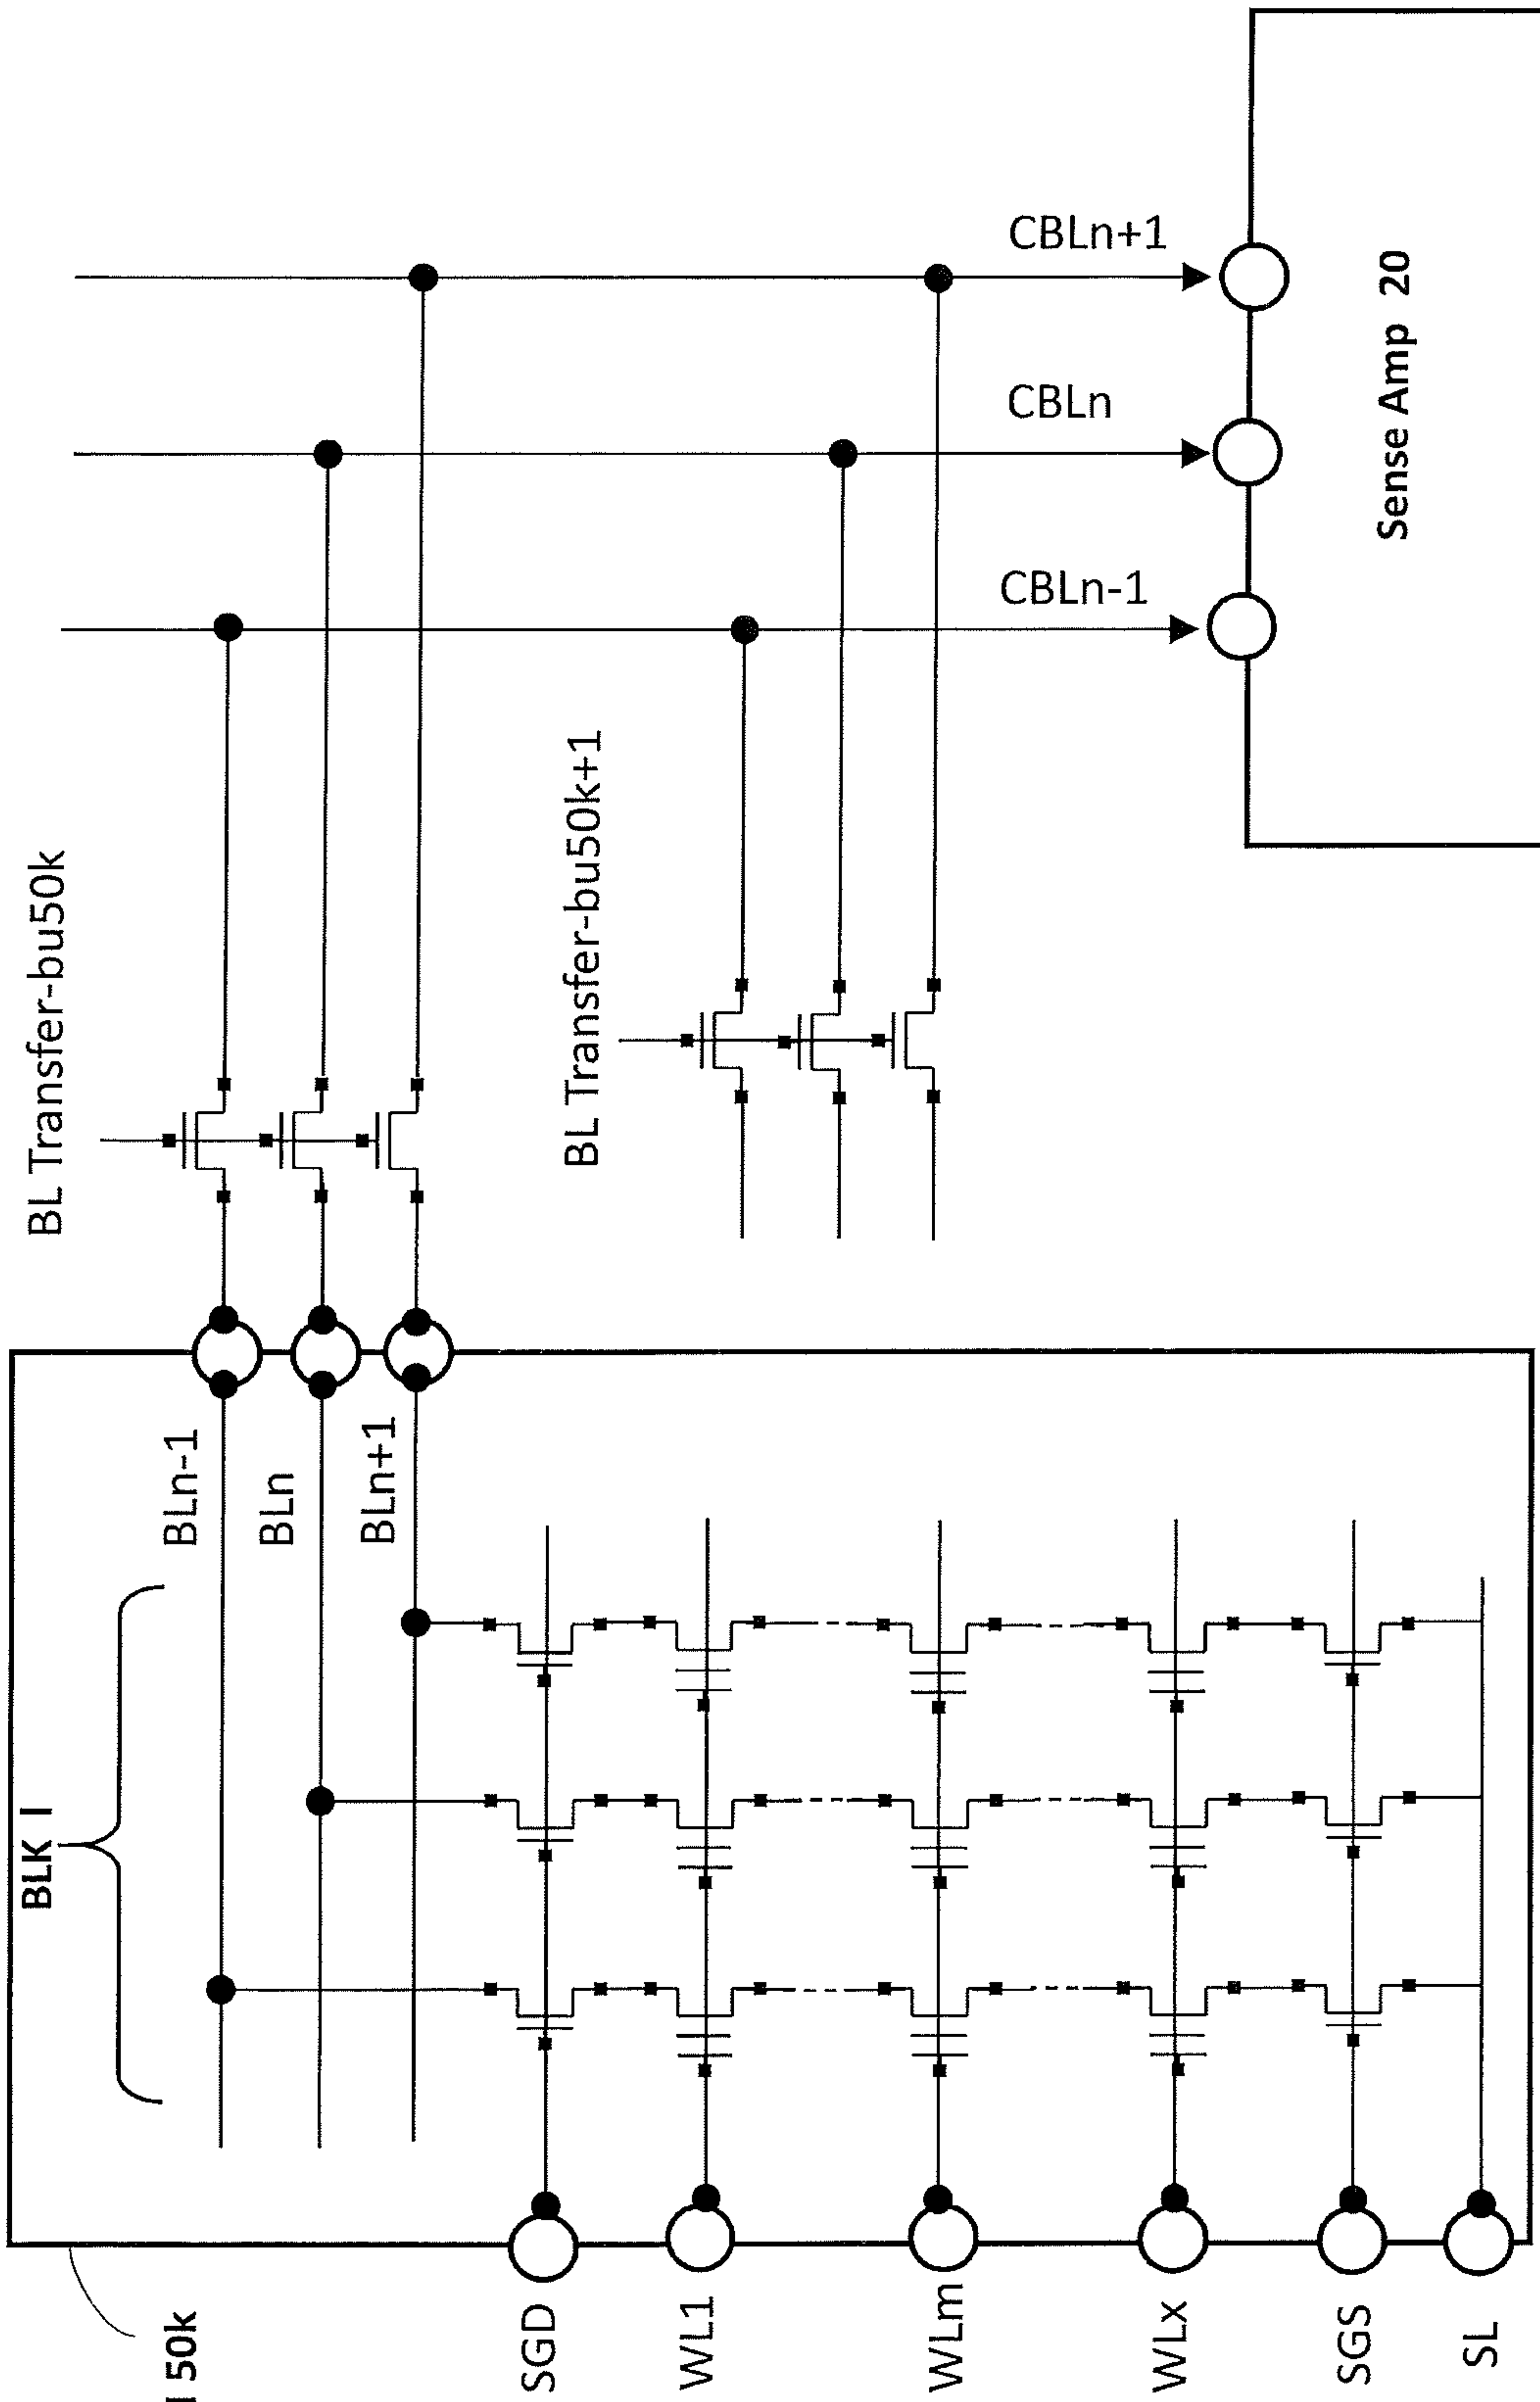 BL Transfer-bu50k
BL Transfer-bu50k+1
CBLn+1
CBLn
CBLn-1
Sense Amp 20
BLK I
BLn-1
BLn
BLn+1
50k
SGD
WL1
WLm
WLx
SGS
SL